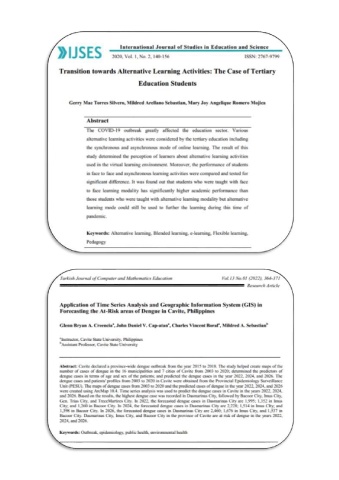 IJSES
International Journal of Studies in Education and Science
2020, Vol. 1, No. 2, 140-156 ISSN: 2767-9799
Transition towards Alternative Learning Activities: The Case of Tertiary
Education Students
Gerry Mae Torres Silvero, Mildred Arellano Sebastian, Mary Joy Angelique Romero Mojica
Abstract
The COVID-19 outbreak greatly affected the education sector. Various
alternative learning activities were considered by the tertiary education including
the synchronous and asynchronous mode of online learning. The result of this
study determined the perception of learners about alternative learning activities
used in the virtual learning environment. Moreover, the performance of students
in face to face and asynchronous learning activities were compared and tested for
significant difference. It was found out that students who were taught with face
to face learning modality has significantly higher academic performance than
those students who were taught with alternative learning modality but alternative
learning mode could still be used to further the learning during this time of
pandemic.
Keywords: Alternative learning, Blended learning, e-learning, Flexible learning,
Pedagogy
Turkish Journal of Computer and Mathematics Education Vol.13 No.03 (2022), 364-371
Research Article
Application of Time Series Analysis and Geographic Information System (GIS) in
Forecasting the At-Risk areas of Dengue in Cavite, Philippines
Glenn Bryan A. Creencia, John Daniel V. Cap-atan, Charles Vincent Buraf, Mildred A. Sebastian
Instructor, Cavite State University, Philippines
Assistant Professor, Cavite State University
Abstract: Cavite declared a province-wide dengue outbreak from the year 2015 to 2018. The study helped create maps of the
number of cases of dengue in the 16 municipalities and 7 cities of Cavite from 2003 to 2020; determined the predictors of
dengue cases in terms of age and sex of the patients; and predicted the dengue cases in the year 2022, 2024, and 2026. The
dengue cases and patients' profiles from 2003 to 2020 in Cavite were obtained from the Provincial Epidemiology Surveillance
Unit (PESU). The maps of dengue cases from 2003 to 2020 and the predicted cases of dengue in the year 2022, 2024, and 2026
were created using ArcMap 10.4. Time series analysis was used to predict the dengue cases in Cavite in the year 2022, 2024,
and 2026. Based on the results, the highest dengue case was recorded in Dasmariñas City, followed by Bacoor City, Imus City,
Gen. Trias City, and Trece Martires City. In 2022, the forecasted dengue cases in Dasmariñas City are 1,995, 1,352 in Imus
City, and 1,260 in Bacoor City. In 2024, the forecasted dengue cases in Dasmariñas City are 2,228, 1,514 in Imus City, and
1,398 in Bacoor City. In 2026, the forecasted dengue cases in Dasmariñas City are 2,460, 1,676 in Imus City, and 1,537 in
Bacoor City. Dasmariñas City, Imus City, and Bacoor City in the province of Cavite are at risk of dengue in the years 2022,
2024, and 2026.
Keywords: Outbreak, epidemiology, public health, environmental health